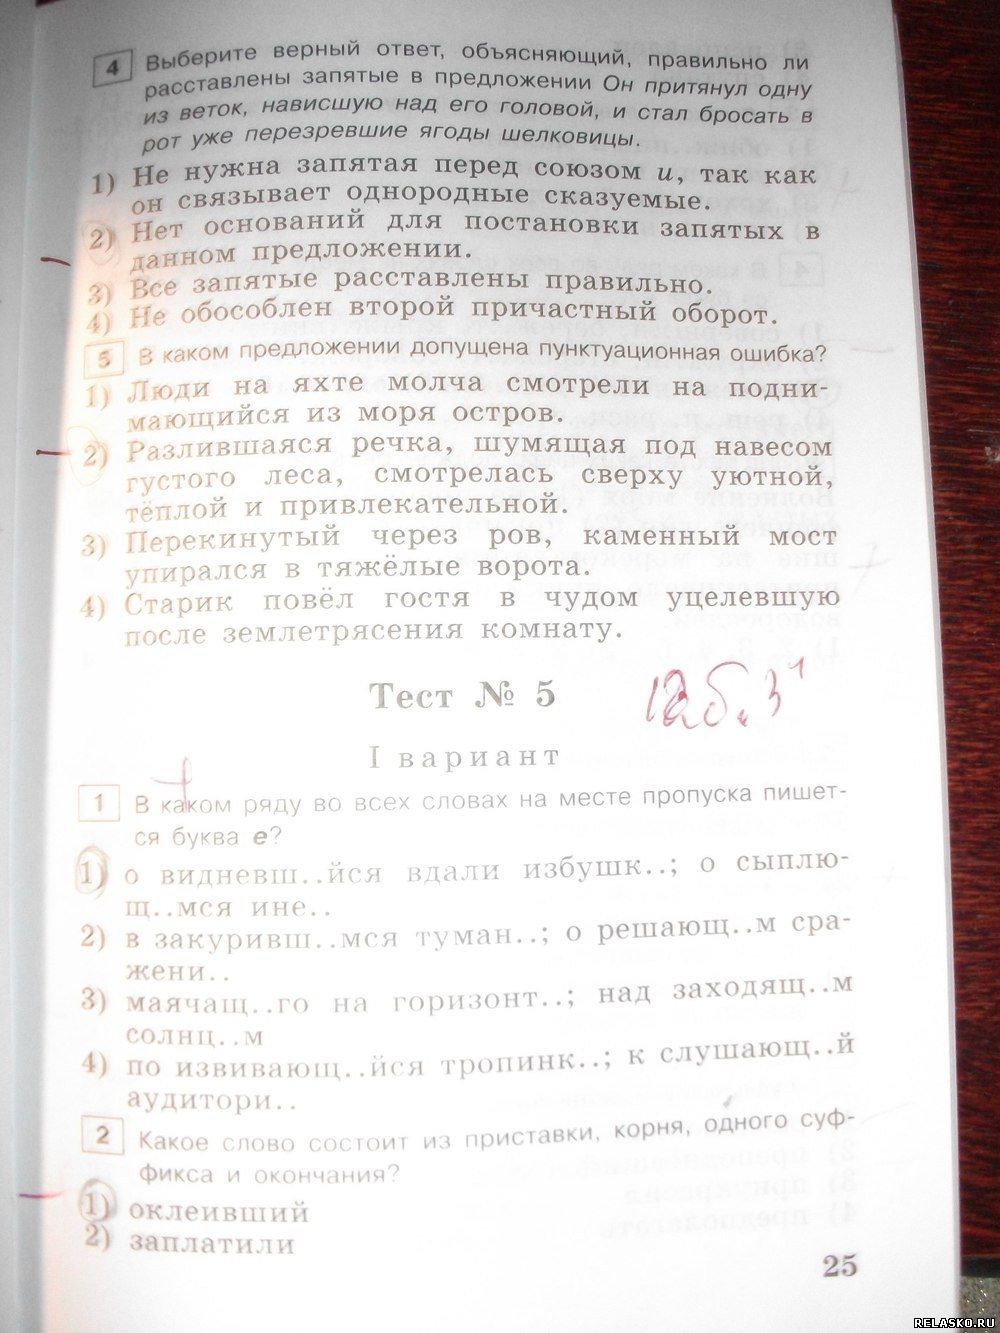 4 Выберите верный ответ, объясняющий, правильно ли
расставлены запятые в предложении Он притянул одну
из веток, нависшую над его головой, и стал бросать в
рот уже перезревшие ягоды шелковицы.
1) Не нужна запятая перед союзом и, так как
он связывает однородные сказуемые.
2) Нет оснований для постановки запятых в
данном предложении.
3) Все запятые расставлены правильно.
4) Не обособлен второй причастный оборот.
5 В каком предложении допущена пунктуационная ошибка?
1) Люди на яхте молча смотрели на подни-
мающийся из моря остров.
2) Разлившаяся речка, шумящая под навесом
густого леса, смотрелась сверху уютной,
тёплой и привлекательной.
3) Перекинутый через ров, каменный мост
упирался в тяжёлые ворота.
4) Старик повёл гостя в чудом уцелевшую
после землетрясения комнату.
Тест № 5
12б. 3
I вариант
1 В каком ряду во всех словах на месте пропуска пишет-
ся буква е?
1) о видневш..йся вдали избушк..; о сыплю-
щ..мся ине..
2) в закуривш..мся туман..; о решающ..м сра-
жени..
3) маячащ..го на горизонт..; над заходящ..м
солнц..м
4) по извивающ..йся тропинк..; к слушающ..й
аудитори..
2 Какое слово состоит из приставки, корня, одного суф-
фикса и окончания?
1) оклеивший
2) заплатили
25
RELASKO.RU